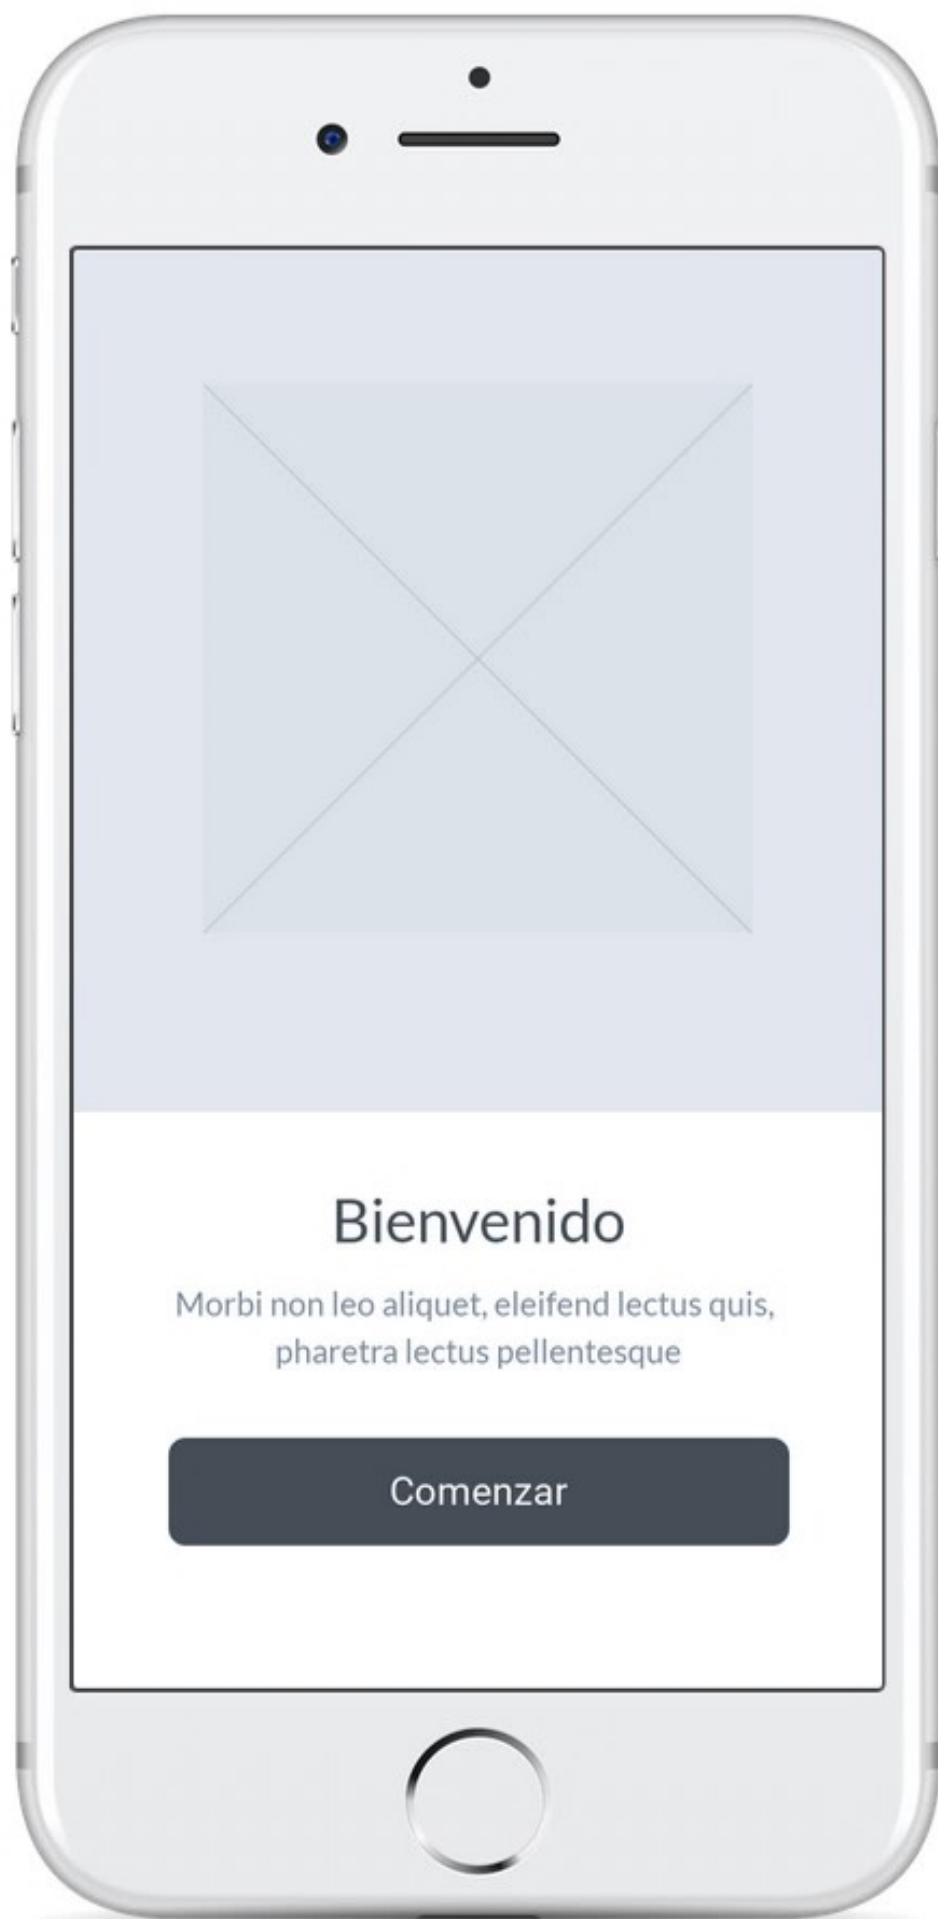 Bienvenido
Morbi non leo aliquet, eleifend lectus quis,
pharetra lectus pellentesque
Comenzar